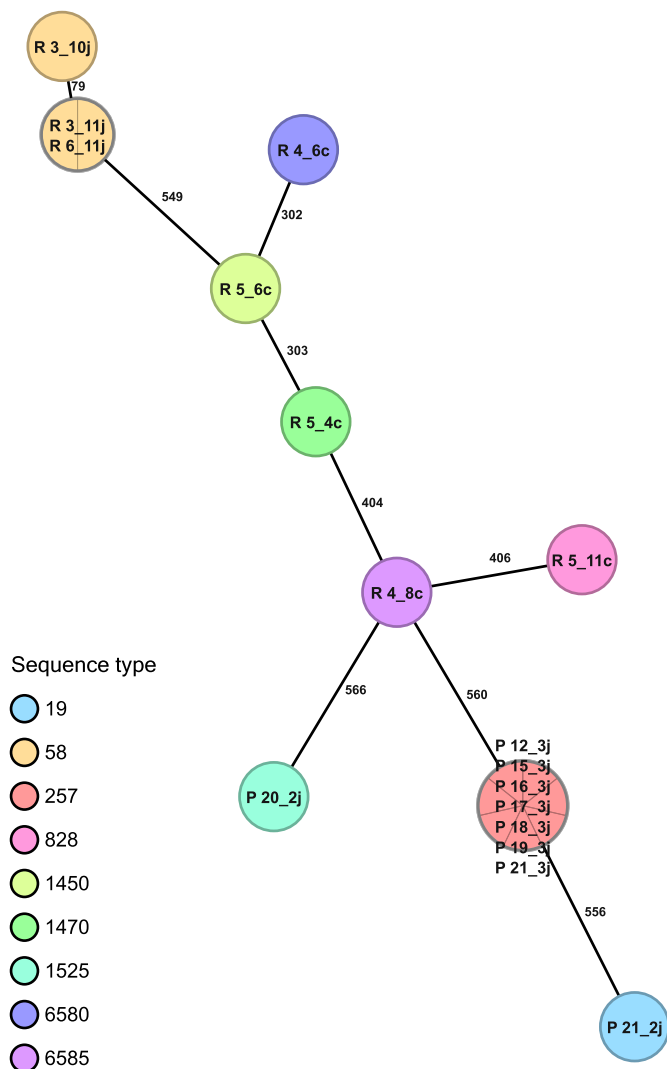 R 3_10j
79
R 3_11j
R 6_11j
R 4_6c
549
302
R 5_6c
303
R 5_4c
404
406
R 5_11c
R 4_8c
566
560
P 12_3j
P 15_3j
P 16_3j
P 17_3j
P 18_3j
P 19_3j
P 21_3j
P 20_2j
556
P 21_2j
Sequence type
19
58
257
828
1450
1470
1525
6580
6585